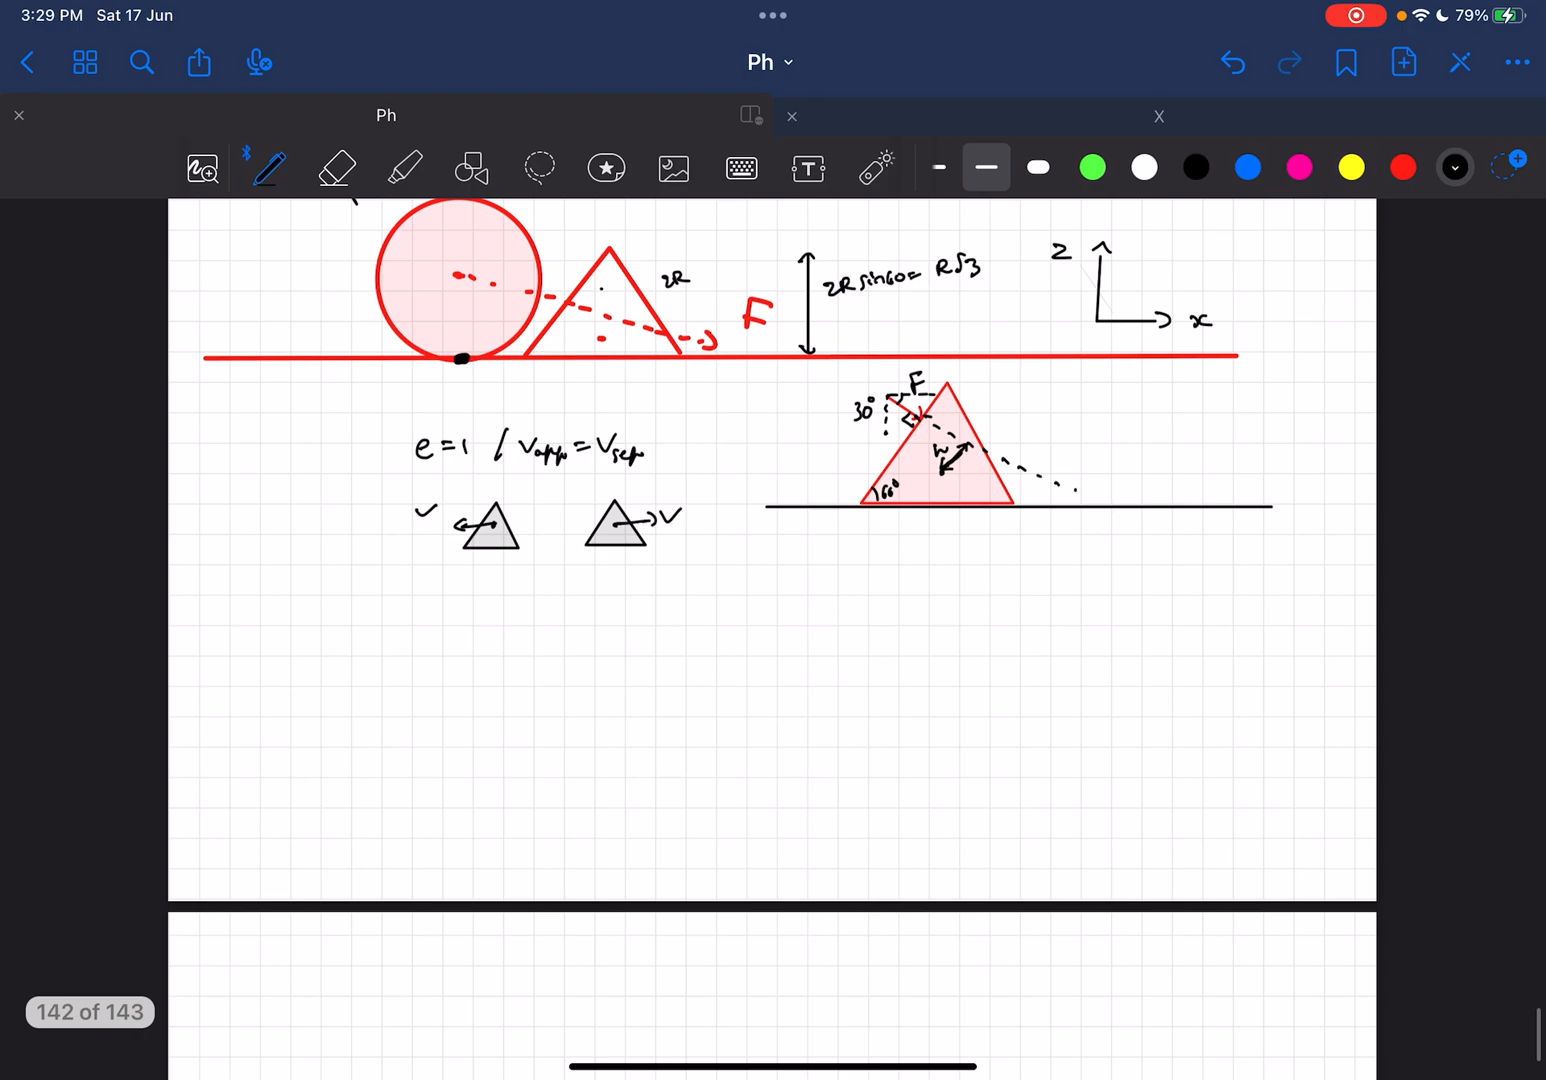 3:29 PM Sat 17 Jun
79%
Ph
Ph
X
T
2R
F
2R sin60 = R√3
Z
x
F
30°
h
60°
e = 1 / Vapp = Vsep
V
V
142 of 143